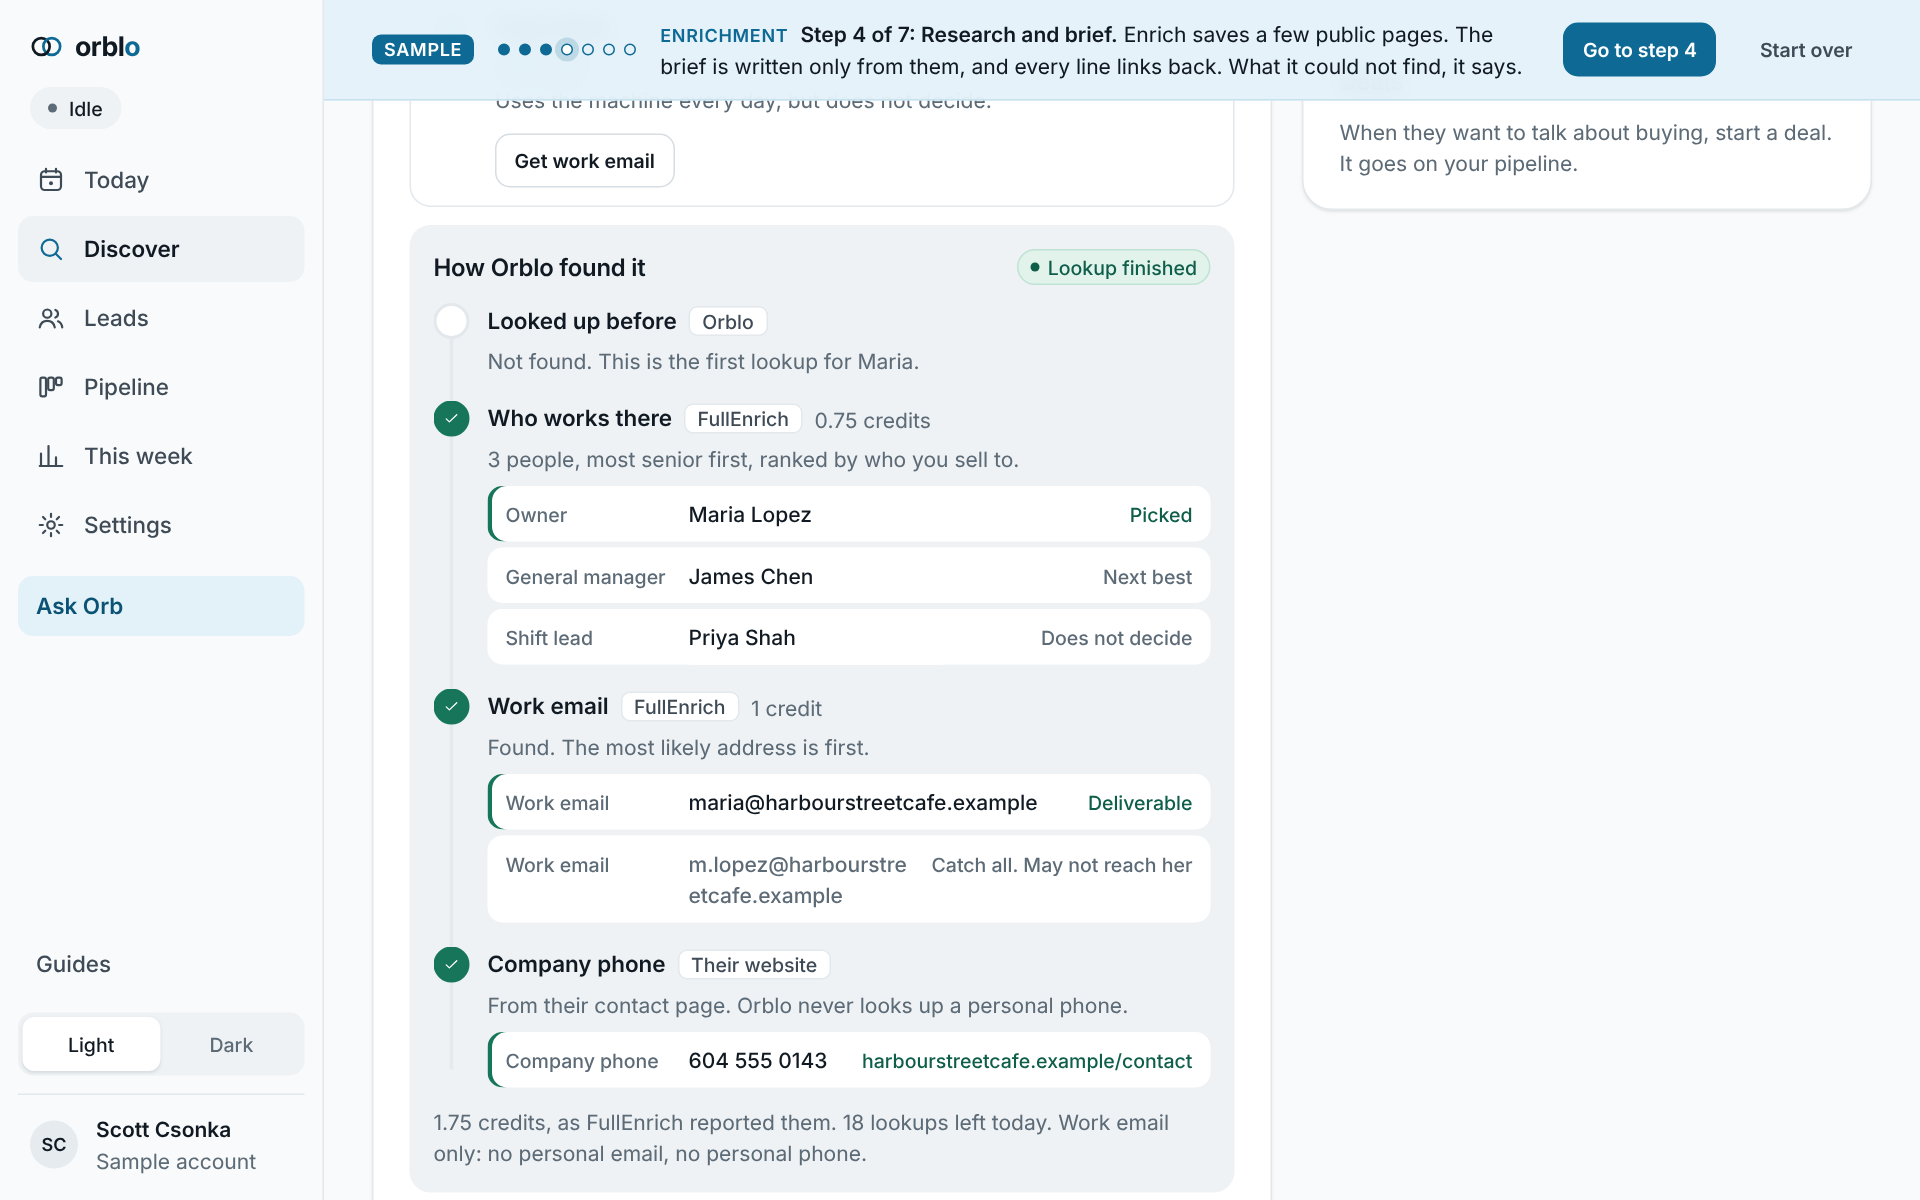 orblo
Idle
Today
Discover
Leads
Pipeline
This week
Settings
Ask Orb
Guides
Light
Dark
SC
Scott Csonka
Sample account
SAMPLE
ENRICHMENT Step 4 of 7: Research and brief. Enrich saves a few public pages. The
brief is written only from them, and every line links back. What it could not find, it says.
Go to step 4
Start over
Uses the machine every day, but does not decide.
Get work email
When they want to talk about buying, start a deal.
It goes on your pipeline.
How Orblo found it
Lookup finished
Looked up before Orblo
Not found. This is the first lookup for Maria.
Who works there FullEnrich 0.75 credits
3 people, most senior first, ranked by who you sell to.
Owner Maria Lopez Picked
General manager James Chen Next best
Shift lead Priya Shah Does not decide
Work email FullEnrich 1 credit
Found. The most likely address is first.
Work email maria@harbourstreetcafe.example Deliverable
Work email m.lopez@harbourstre Catch all. May not reach her
etcafe.example
Company phone Their website
From their contact page. Orblo never looks up a personal phone.
Company phone 604 555 0143 harbourstreetcafe.example/contact
1.75 credits, as FullEnrich reported them. 18 lookups left today. Work email
only: no personal email, no personal phone.